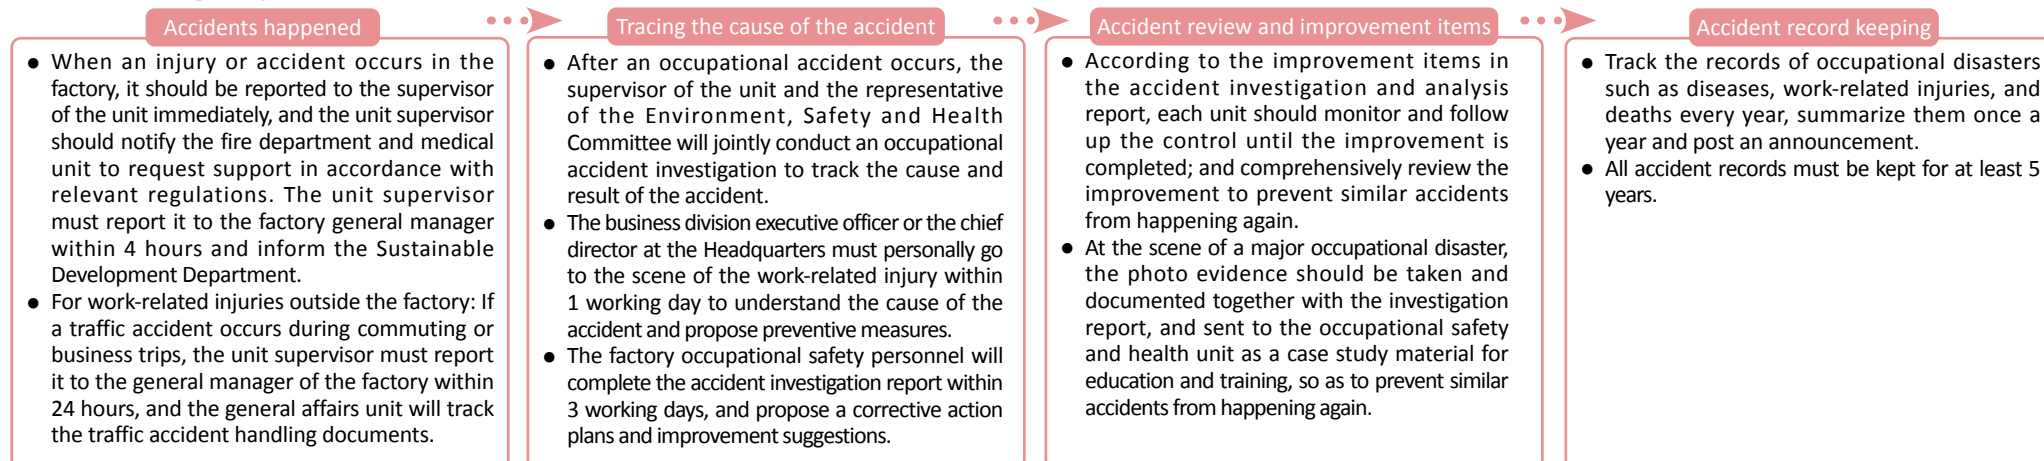 Accidents happened
● When an injury or accident occurs in the
factory, it should be reported to the supervisor
of the unit immediately, and the unit supervisor
should notify the fire department and medical
unit to request support in accordance with
relevant regulations. The unit supervisor
must report it to the factory general manager
within 4 hours and inform the Sustainable
Development Department.
● For work-related injuries outside the factory: If
a traffic accident occurs during commuting or
business trips, the unit supervisor must report
it to the general manager of the factory within
24 hours, and the general affairs unit will track
the traffic accident handling documents.
Tracing the cause of the accident
● After an occupational accident occurs, the
supervisor of the unit and the representative
of the Environment, Safety and Health
Committee will jointly conduct an occupational
accident investigation to track the cause and
result of the accident.
● The business division executive officer or the chief
director at the Headquarters must personally go
to the scene of the work-related injury within
1 working day to understand the cause of the
accident and propose preventive measures.
● The factory occupational safety personnel will
complete the accident investigation report within
3 working days, and propose a corrective action
plans and improvement suggestions.
Accident review and improvement items
● According to the improvement items in
the accident investigation and analysis
report, each unit should monitor and follow
up the control until the improvement is
completed; and comprehensively review the
improvement to prevent similar accidents
from happening again.
● At the scene of a major occupational disaster,
the photo evidence should be taken and
documented together with the investigation
report, and sent to the occupational safety
and health unit as a case study material for
education and training, so as to prevent similar
accidents from happening again.
Accident record keeping
● Track the records of occupational disasters
such as diseases, work-related injuries, and
deaths every year, summarize them once a
year and post an announcement.
● All accident records must be kept for at least 5
years.